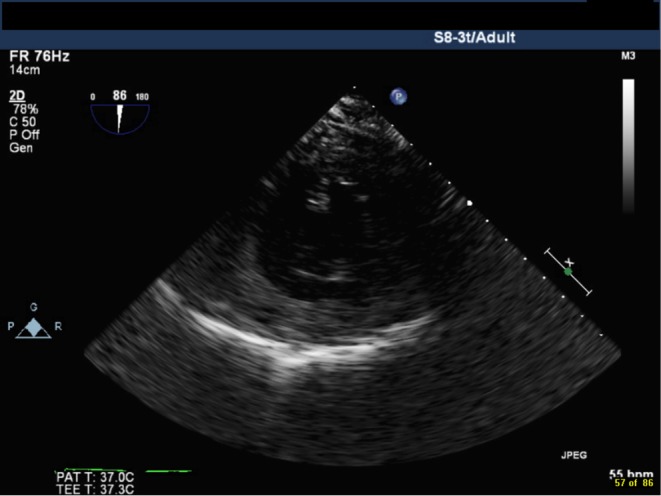 S8-3t/Adult
FR 76Hz
14cm
M3
2D
78%
C 50
P Off
Gen
0 86 180
P
X
G
P R
JPEG
55 bpm
57 of 86
PAT T: 37.0C
TEE T: 37.3C